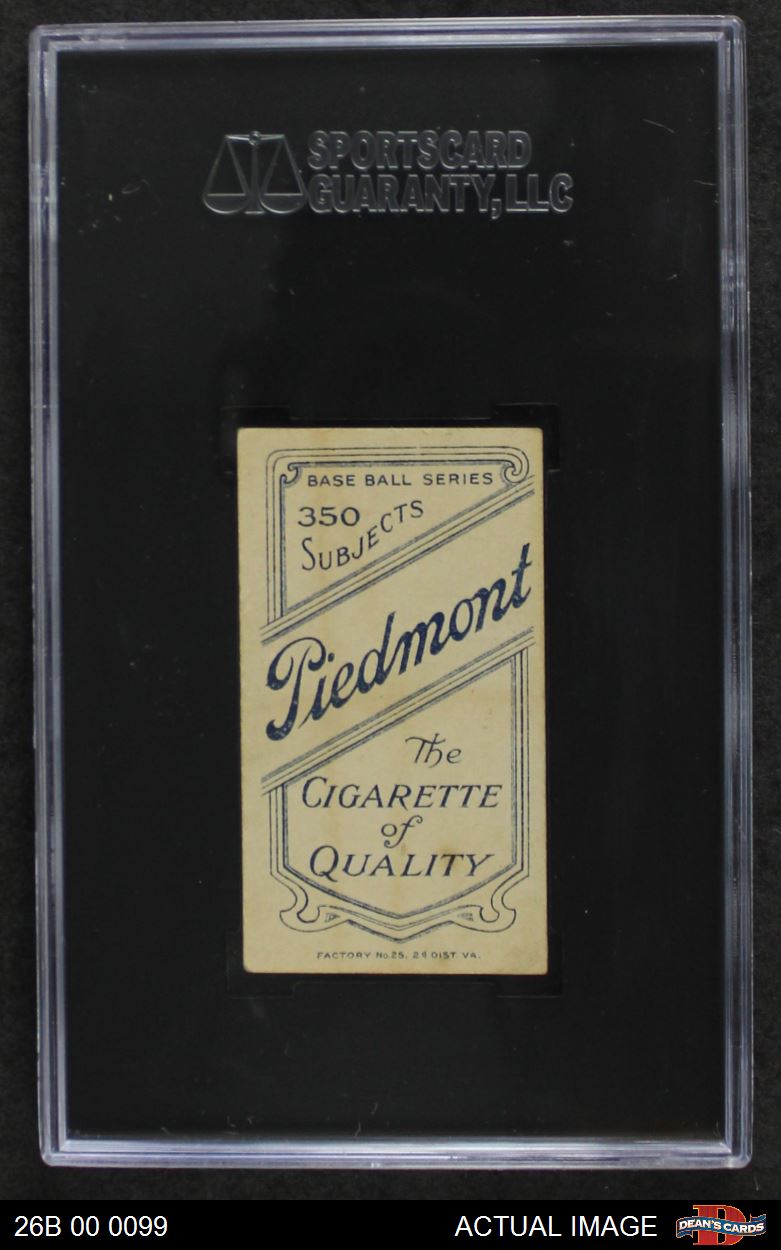 SPORTSCARD
GUARANTY, LLC
BASE BALL SERIES
350
SUBJECTS
Piedmont
The
CIGARETTE
of
QUALITY
FACTORY No. 25, 2d DIST. VA.
26B 00 0099
ACTUAL IMAGE
DEAN'S CARDS